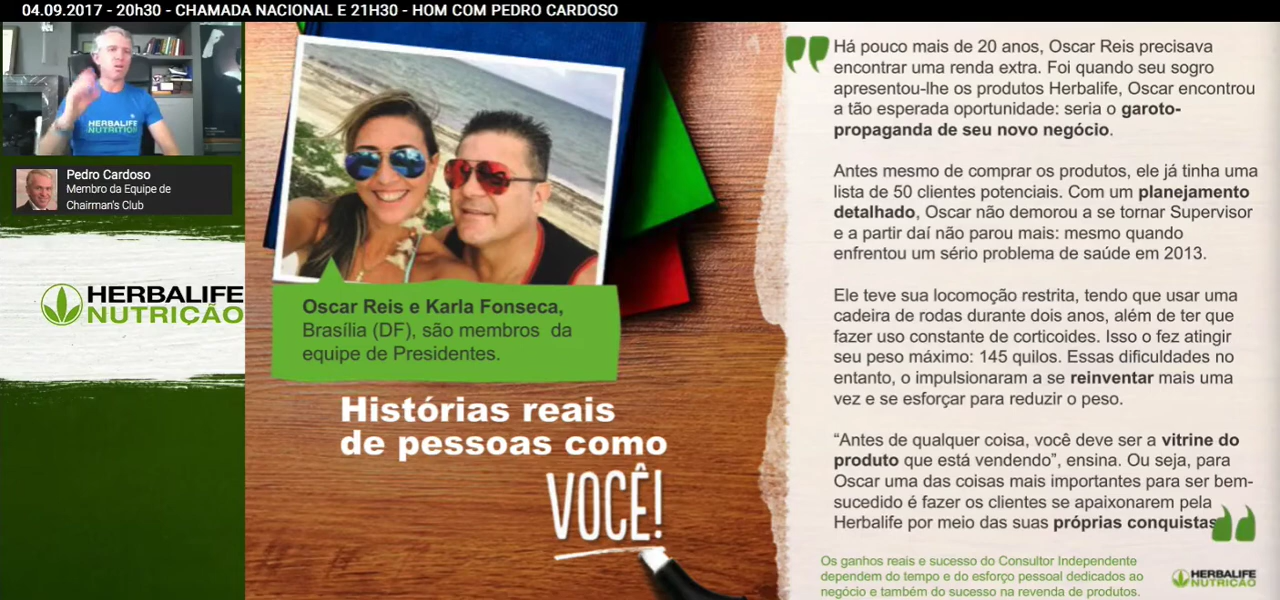 04.09.2017 - 20h30 - CHAMADA NACIONAL E 21H30 - HOM COM PEDRO CARDOSO
HERBALIFE
NUTRITION
Pedro Cardoso
Membro da Equipe de
Chairman's Club
HERBALIFE
NUTRIÇÃO
Oscar Reis e Karla Fonseca,
Brasília (DF), são membros da
equipe de Presidentes.
Histórias reais
de pessoas como
VOCÊ!
Há pouco mais de 20 anos, Oscar Reis precisava
encontrar uma renda extra. Foi quando seu sogro
apresentou-lhe os produtos Herbalife, Oscar encontrou
a tão esperada oportunidade: seria o garoto-
propaganda de seu novo negócio.
Antes mesmo de comprar os produtos, ele já tinha uma
lista de 50 clientes potenciais. Com um planejamento
detalhado, Oscar não demorou a se tornar Supervisor
e a partir daí não parou mais: mesmo quando
enfrentou um sério problema de saúde em 2013.
Ele teve sua locomoção restrita, tendo que usar uma
cadeira de rodas durante dois anos, além de ter que
fazer uso constante de corticoides. Isso o fez atingir
seu peso máximo: 145 quilos. Essas dificuldades no
entanto, o impulsionaram a se reinventar mais uma
vez e se esforçar para reduzir o peso.
“Antes de qualquer coisa, você deve ser a vitrine do
produto que está vendendo”, ensina. Ou seja, para
Oscar uma das coisas mais importantes para ser bem-
sucedido é fazer os clientes se apaixonarem pela
Herbalife por meio das suas próprias conquistas
Os ganhos reais e sucesso do Consultor Independente
dependem do tempo e do esforço pessoal dedicados ao
negócio e também do sucesso na revenda de produtos.
HERBALIFE
NUTRIÇÃO